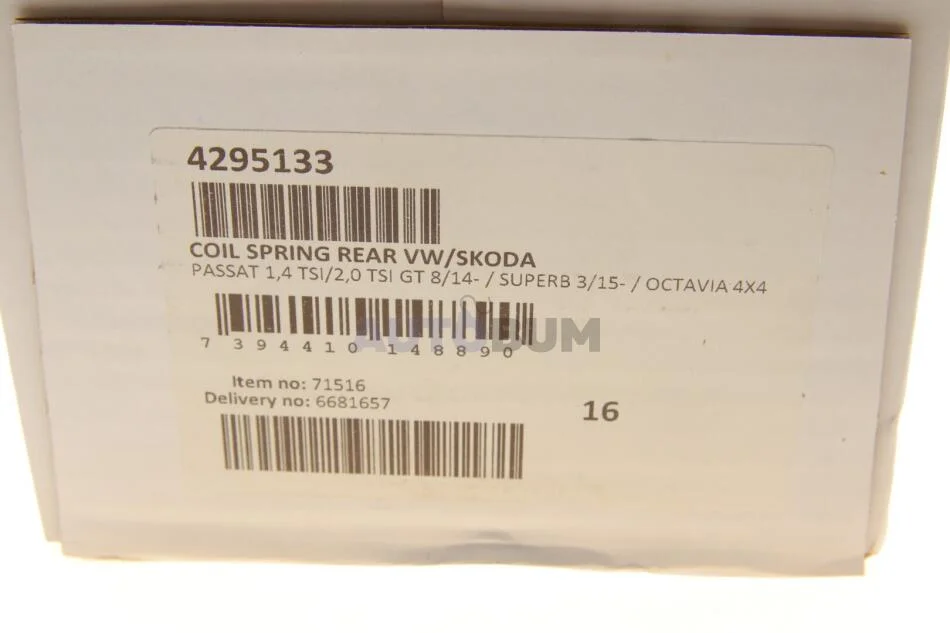 4295133
COIL SPRING REAR VW/SKODA
PASSAT 1,4 TSI/2,0 TSI GT 8/14- / SUPERB 3/15- / OCTAVIA 4X4
AUTOBUM
7 394410 148890
Item no: 71516
Delivery no: 6681657
16